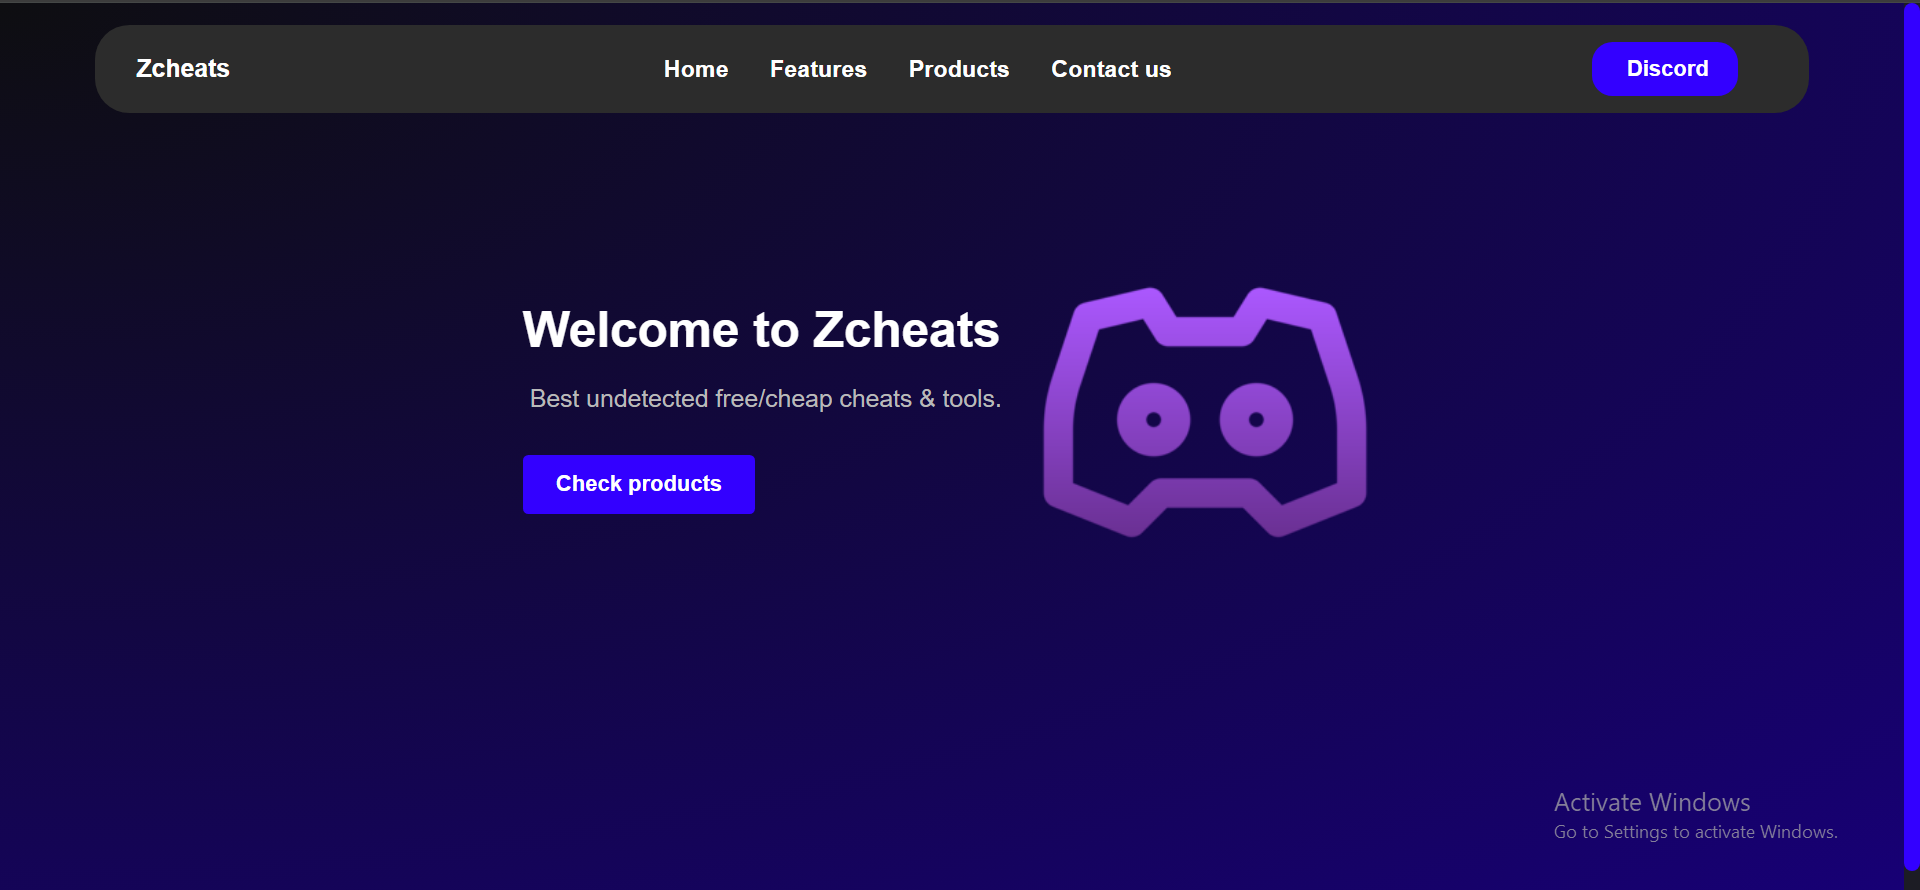 Zcheats
Home
Features
Products
Contact us
Discord
Welcome to Zcheats
Best undetected free/cheap cheats & tools.
Check products
Activate Windows
Go to Settings to activate Windows.